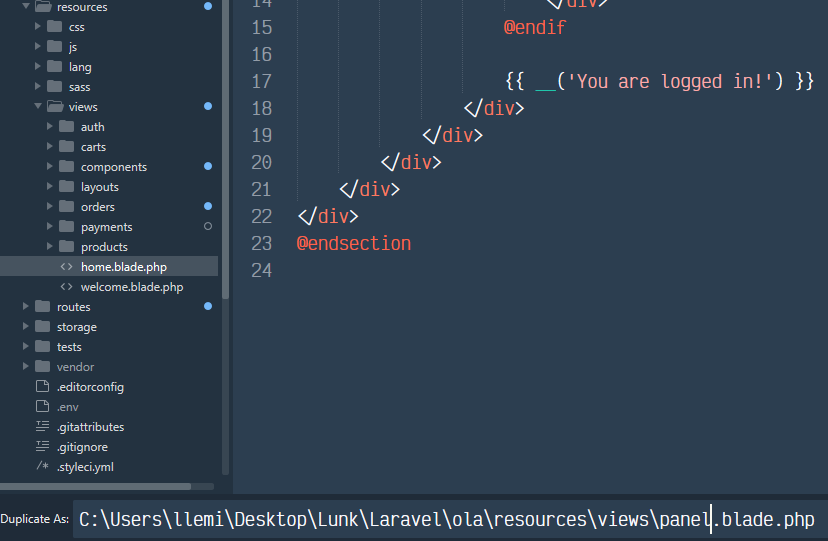 resources
css
js
lang
sass
views
auth
carts
components
layouts
orders
payments
products
<> home.blade.php
<> welcome.blade.php
routes
storage
tests
vendor
.editorconfig
.env
.gitattributes
.gitignore
/* .styleci.yml
14 </div>
15 @endif
16
17 {{ __('You are logged in!') }}
18 </div>
19 </div>
20 </div>
21 </div>
22 </div>
23 @endsection
24
Duplicate As: C:\Users\llemi\Desktop\Lunk\Laravel\ola\resources\views\panel.blade.php